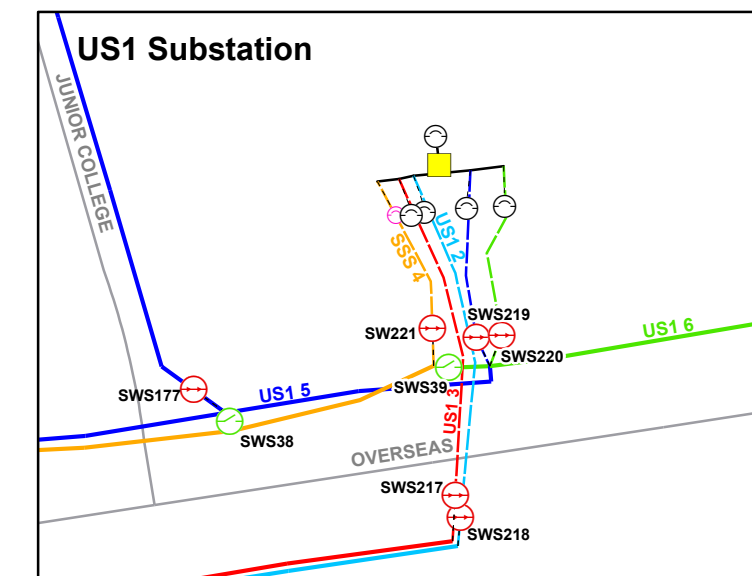 US1 Substation
JUNIOR COLLEGE
US1 2
SSS 4
SWS219
SW221
US1 6
SWS220
SWS177
SWS39
US1 5
US1 3
SWS38
OVERSEAS
SWS217
SWS218